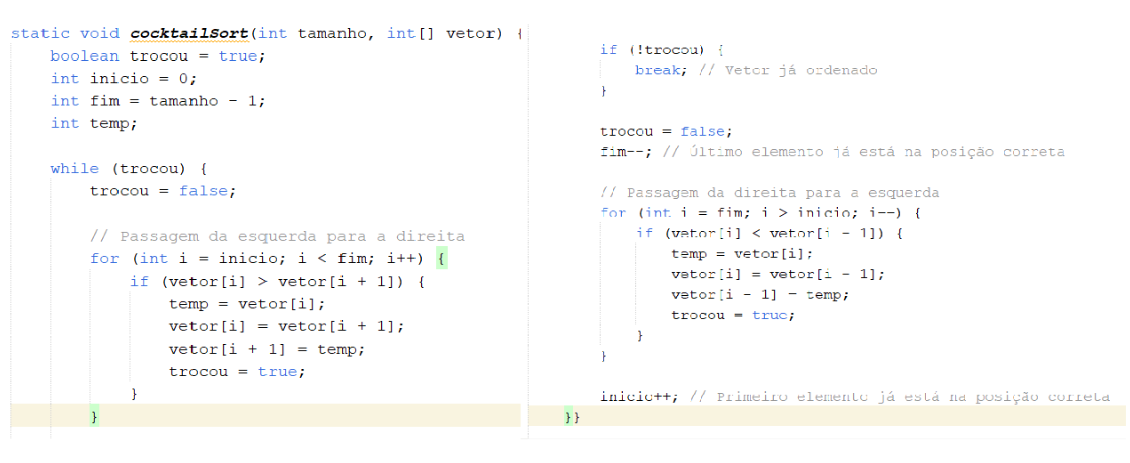 static void cocktailSort(int tamanho, int[] vetor) {
boolean trocou = true;
int inicio = 0;
int fim = tamanho - 1;
int temp;
while (trocou) {
trocou = false;
// Passagem da esquerda para a direita
for (int i = inicio; i < fim; i++) {
if (vetor[i] > vetor[i + 1]) {
temp = vetor[i];
vetor[i] = vetor[i + 1];
vetor[i + 1] = temp;
trocou = true;
}
}
if (!trocou) {
break; // Vetor já ordenado
}
trocou = false;
fim--; // Último elemento já está na posição correta
// Passagem da direita para a esquerda
for (int i = fim; i > inicio; i--) {
if (vetor[i] < vetor[i - 1]) {
temp = vetor[i];
vetor[i] = vetor[i - 1];
vetor[i - 1] = temp;
trocou = true;
}
}
inicio++; // Primeiro elemento já está na posição correta
}}